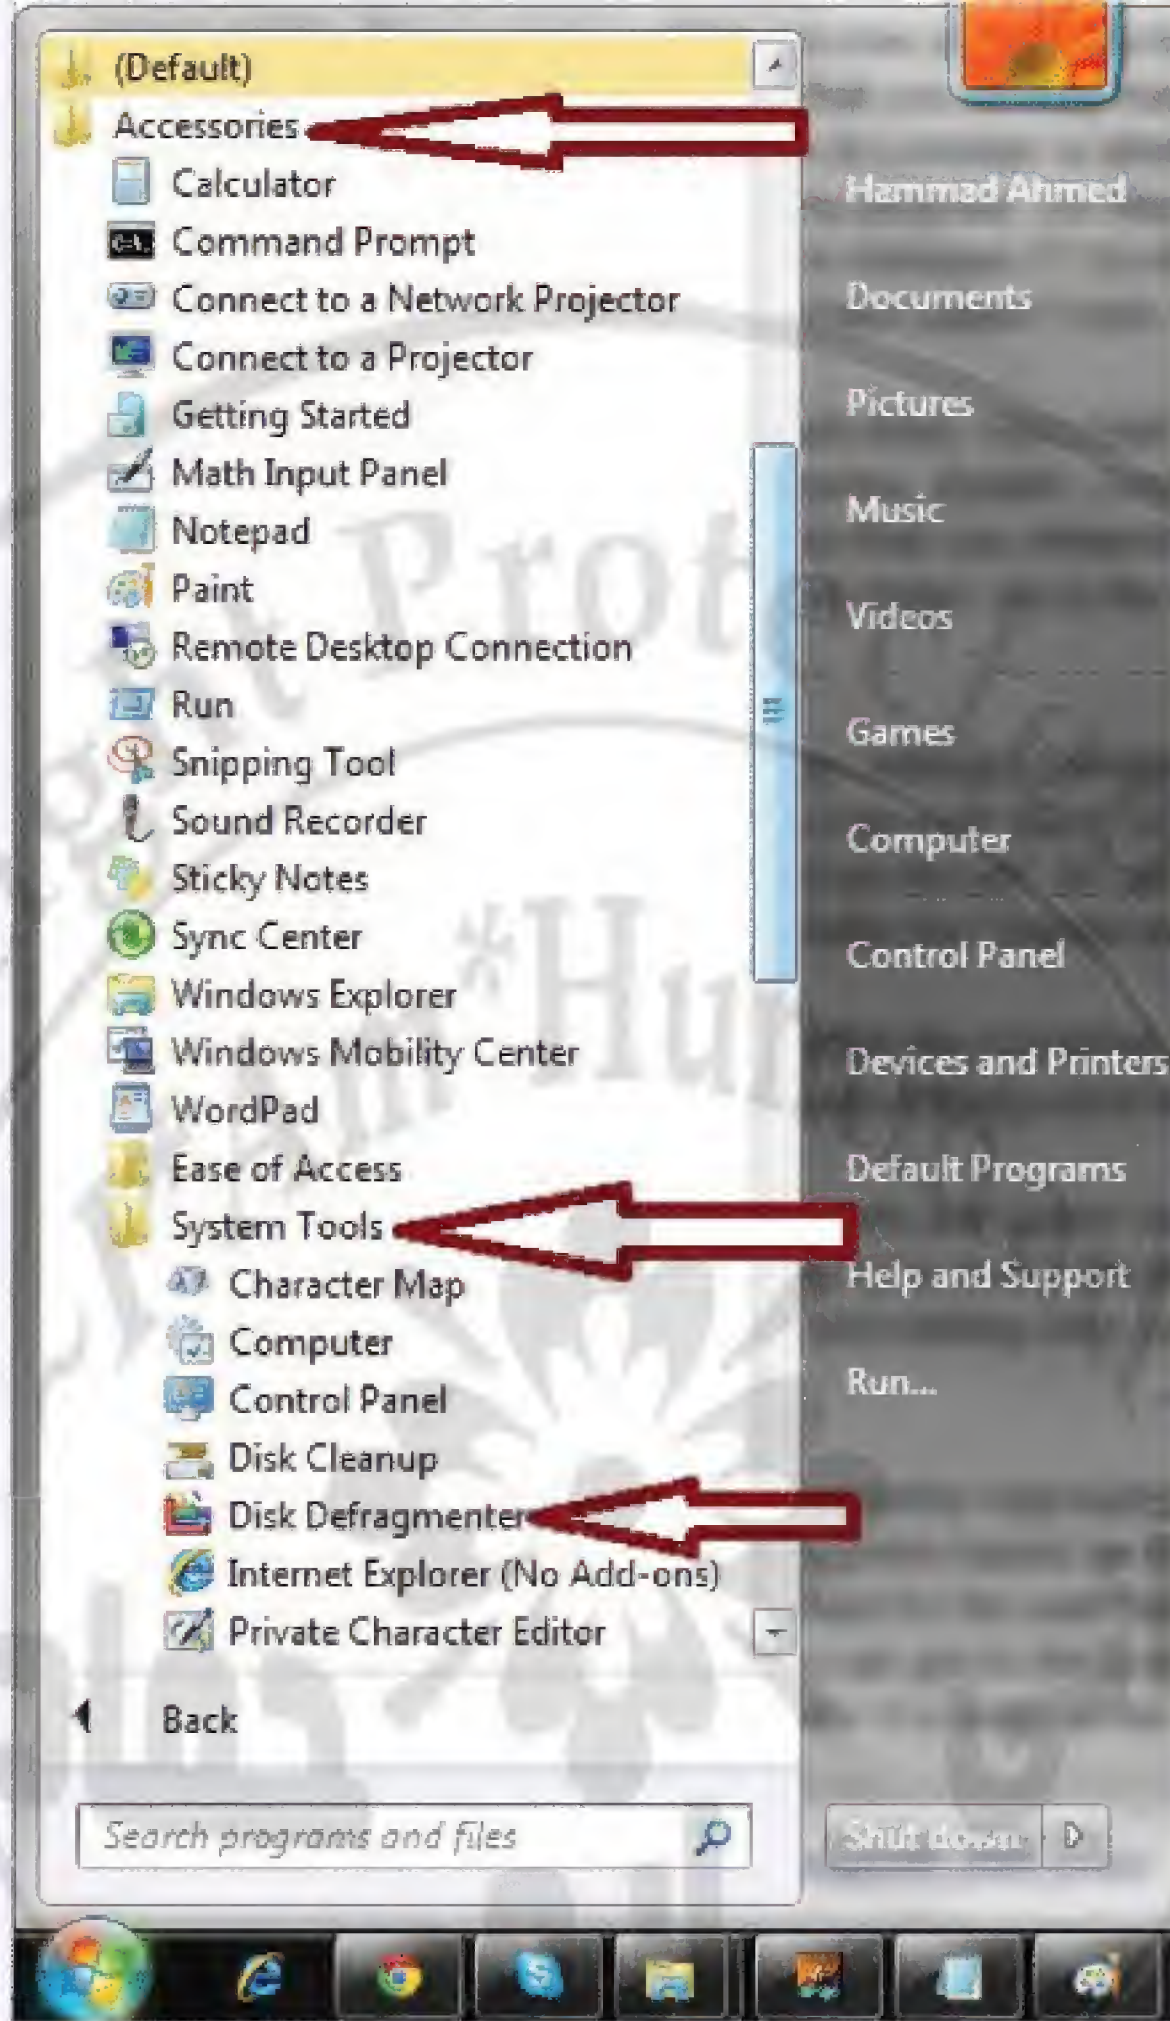 (Default)
Accessories
Calculator
Command Prompt
Connect to a Network Projector
Connect to a Projector
Getting Started
Math Input Panel
Notepad
Paint
Remote Desktop Connection
Run
Snipping Tool
Sound Recorder
Sticky Notes
Sync Center
Windows Explorer
Windows Mobility Center
WordPad
Ease of Access
System Tools
Character Map
Computer
Control Panel
Disk Cleanup
Disk Defragmenter
Internet Explorer (No Add-ons)
Private Character Editor
Back
Search programs and files
Hammad Ahmed
Documents
Pictures
Music
Videos
Games
Computer
Control Panel
Devices and Printers
Default Programs
Help and Support
Run...
Shut down